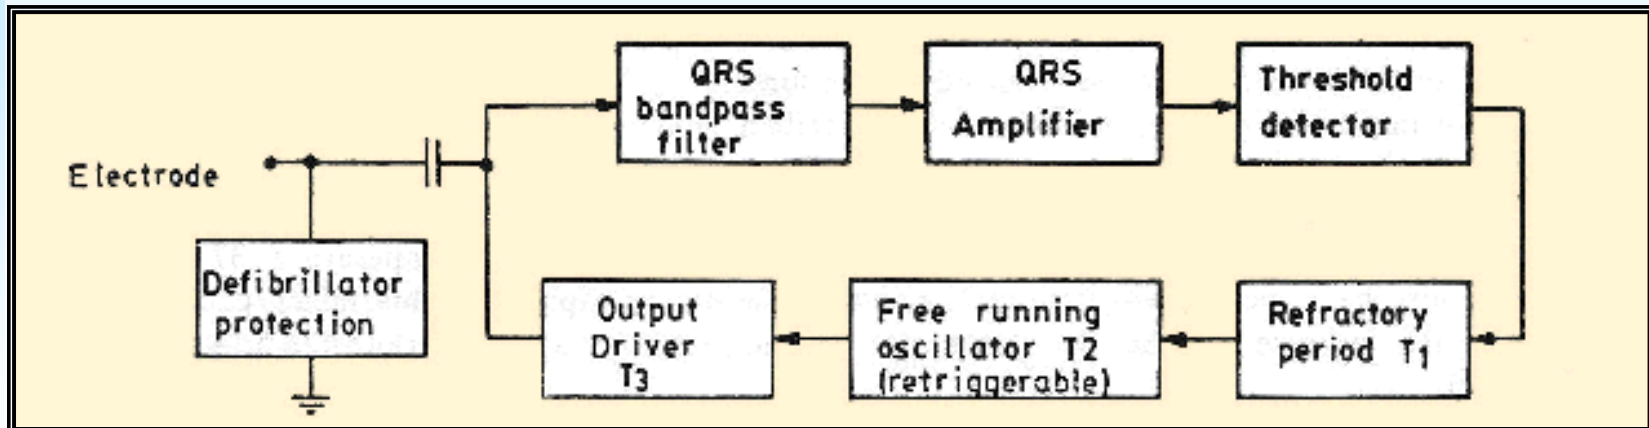 QRS
bandpass
filter
QRS
Amplifier
Threshold
detector
Electrode
Defibrillator
protection
Output
Driver
T3
Free running
oscillator T2
(retriggerable)
Refractory
period T1